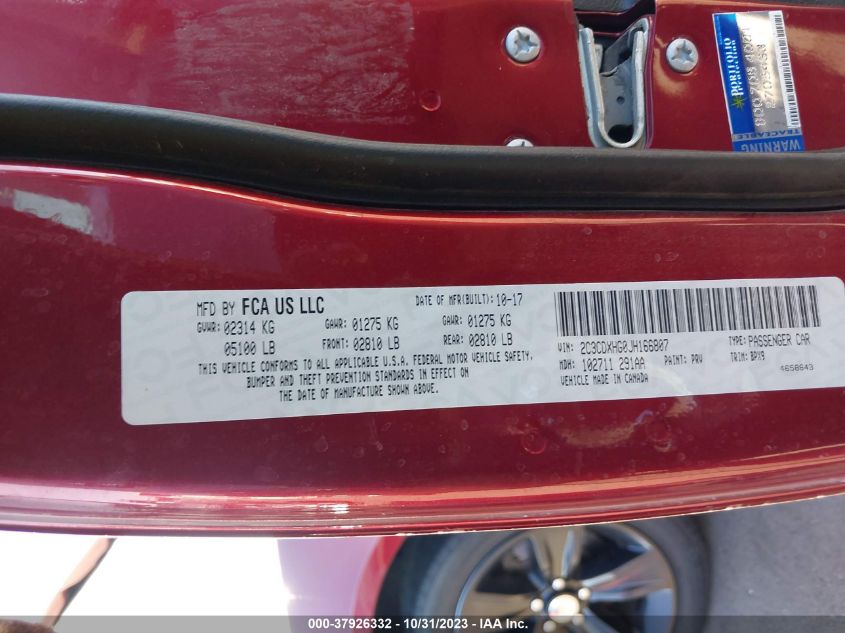 PORTFOLIO
Protection
WARNING
TRACEABLE
MFD BY FCA US LLC
DATE OF MFR(BUILT): 10-17
GVWR: 02314 KG
GAWR: 01275 KG
GAWR: 01275 KG
05100 LB
FRONT: 02810 LB
REAR: 02810 LB
THIS VEHICLE CONFORMS TO ALL APPLICABLE U.S.A. FEDERAL MOTOR VEHICLE SAFETY,
BUMPER AND THEFT PREVENTION STANDARDS IN EFFECT ON
THE DATE OF MANUFACTURE SHOWN ABOVE.
VIN: 2C3CDXHG0JH166807
TYPE: PASSENGER CAR
MDH: 102711 291AA
PAINT: PRV
TRIM: BPX9
VEHICLE MADE IN CANADA
4658643
000-37926332 - 10/31/2023 - IAA Inc.